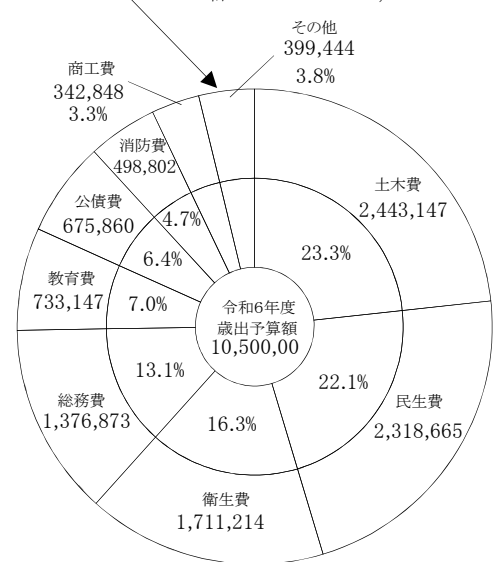 その他
399,444
3.8%
商工費
342,848
3.3%
消防費
498,802
4.7%
公債費
675,860
6.4%
教育費
733,147
7.0%
総務費
1,376,873
13.1%
衛生費
1,711,214
16.3%
民生費
2,318,665
22.1%
土木費
2,443,147
23.3%
令和6年度
歳出予算額
10,500,00